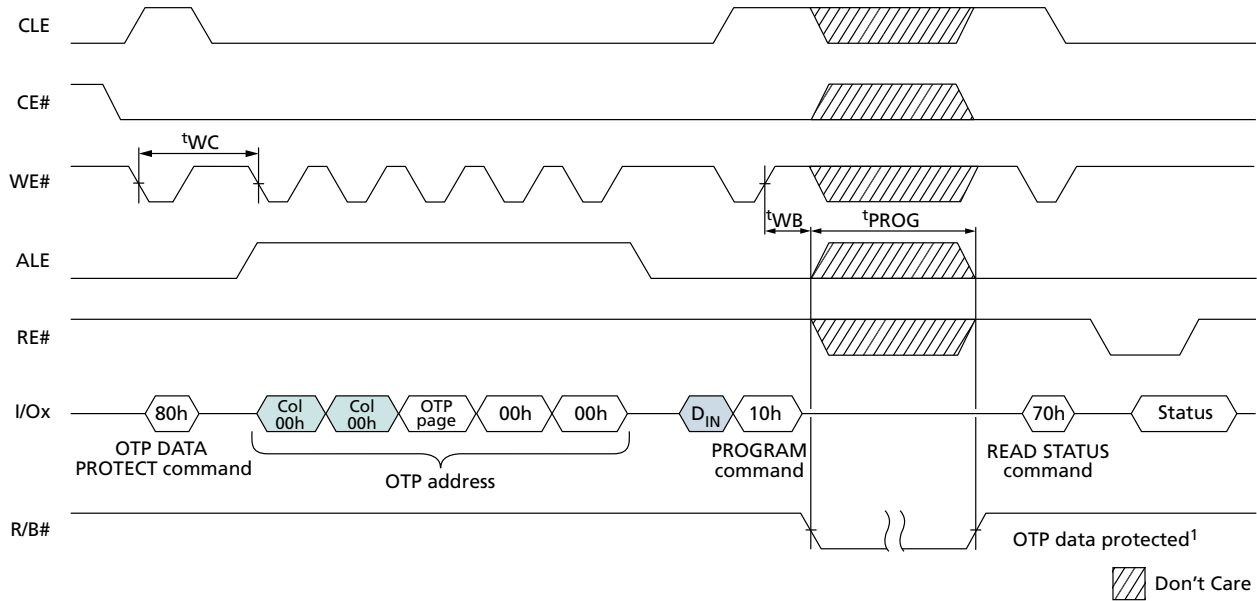 CLE
CE#
tWC
WE#
tWB
tPROG
ALE
RE#
I/Ox
80h
Col
00h
Col
00h
OTP
page
00h
00h
DIN
10h
70h
Status
OTP DATA
PROTECT command
OTP address
PROGRAM
command
READ STATUS
command
R/B#
OTP data protected1
Don't Care